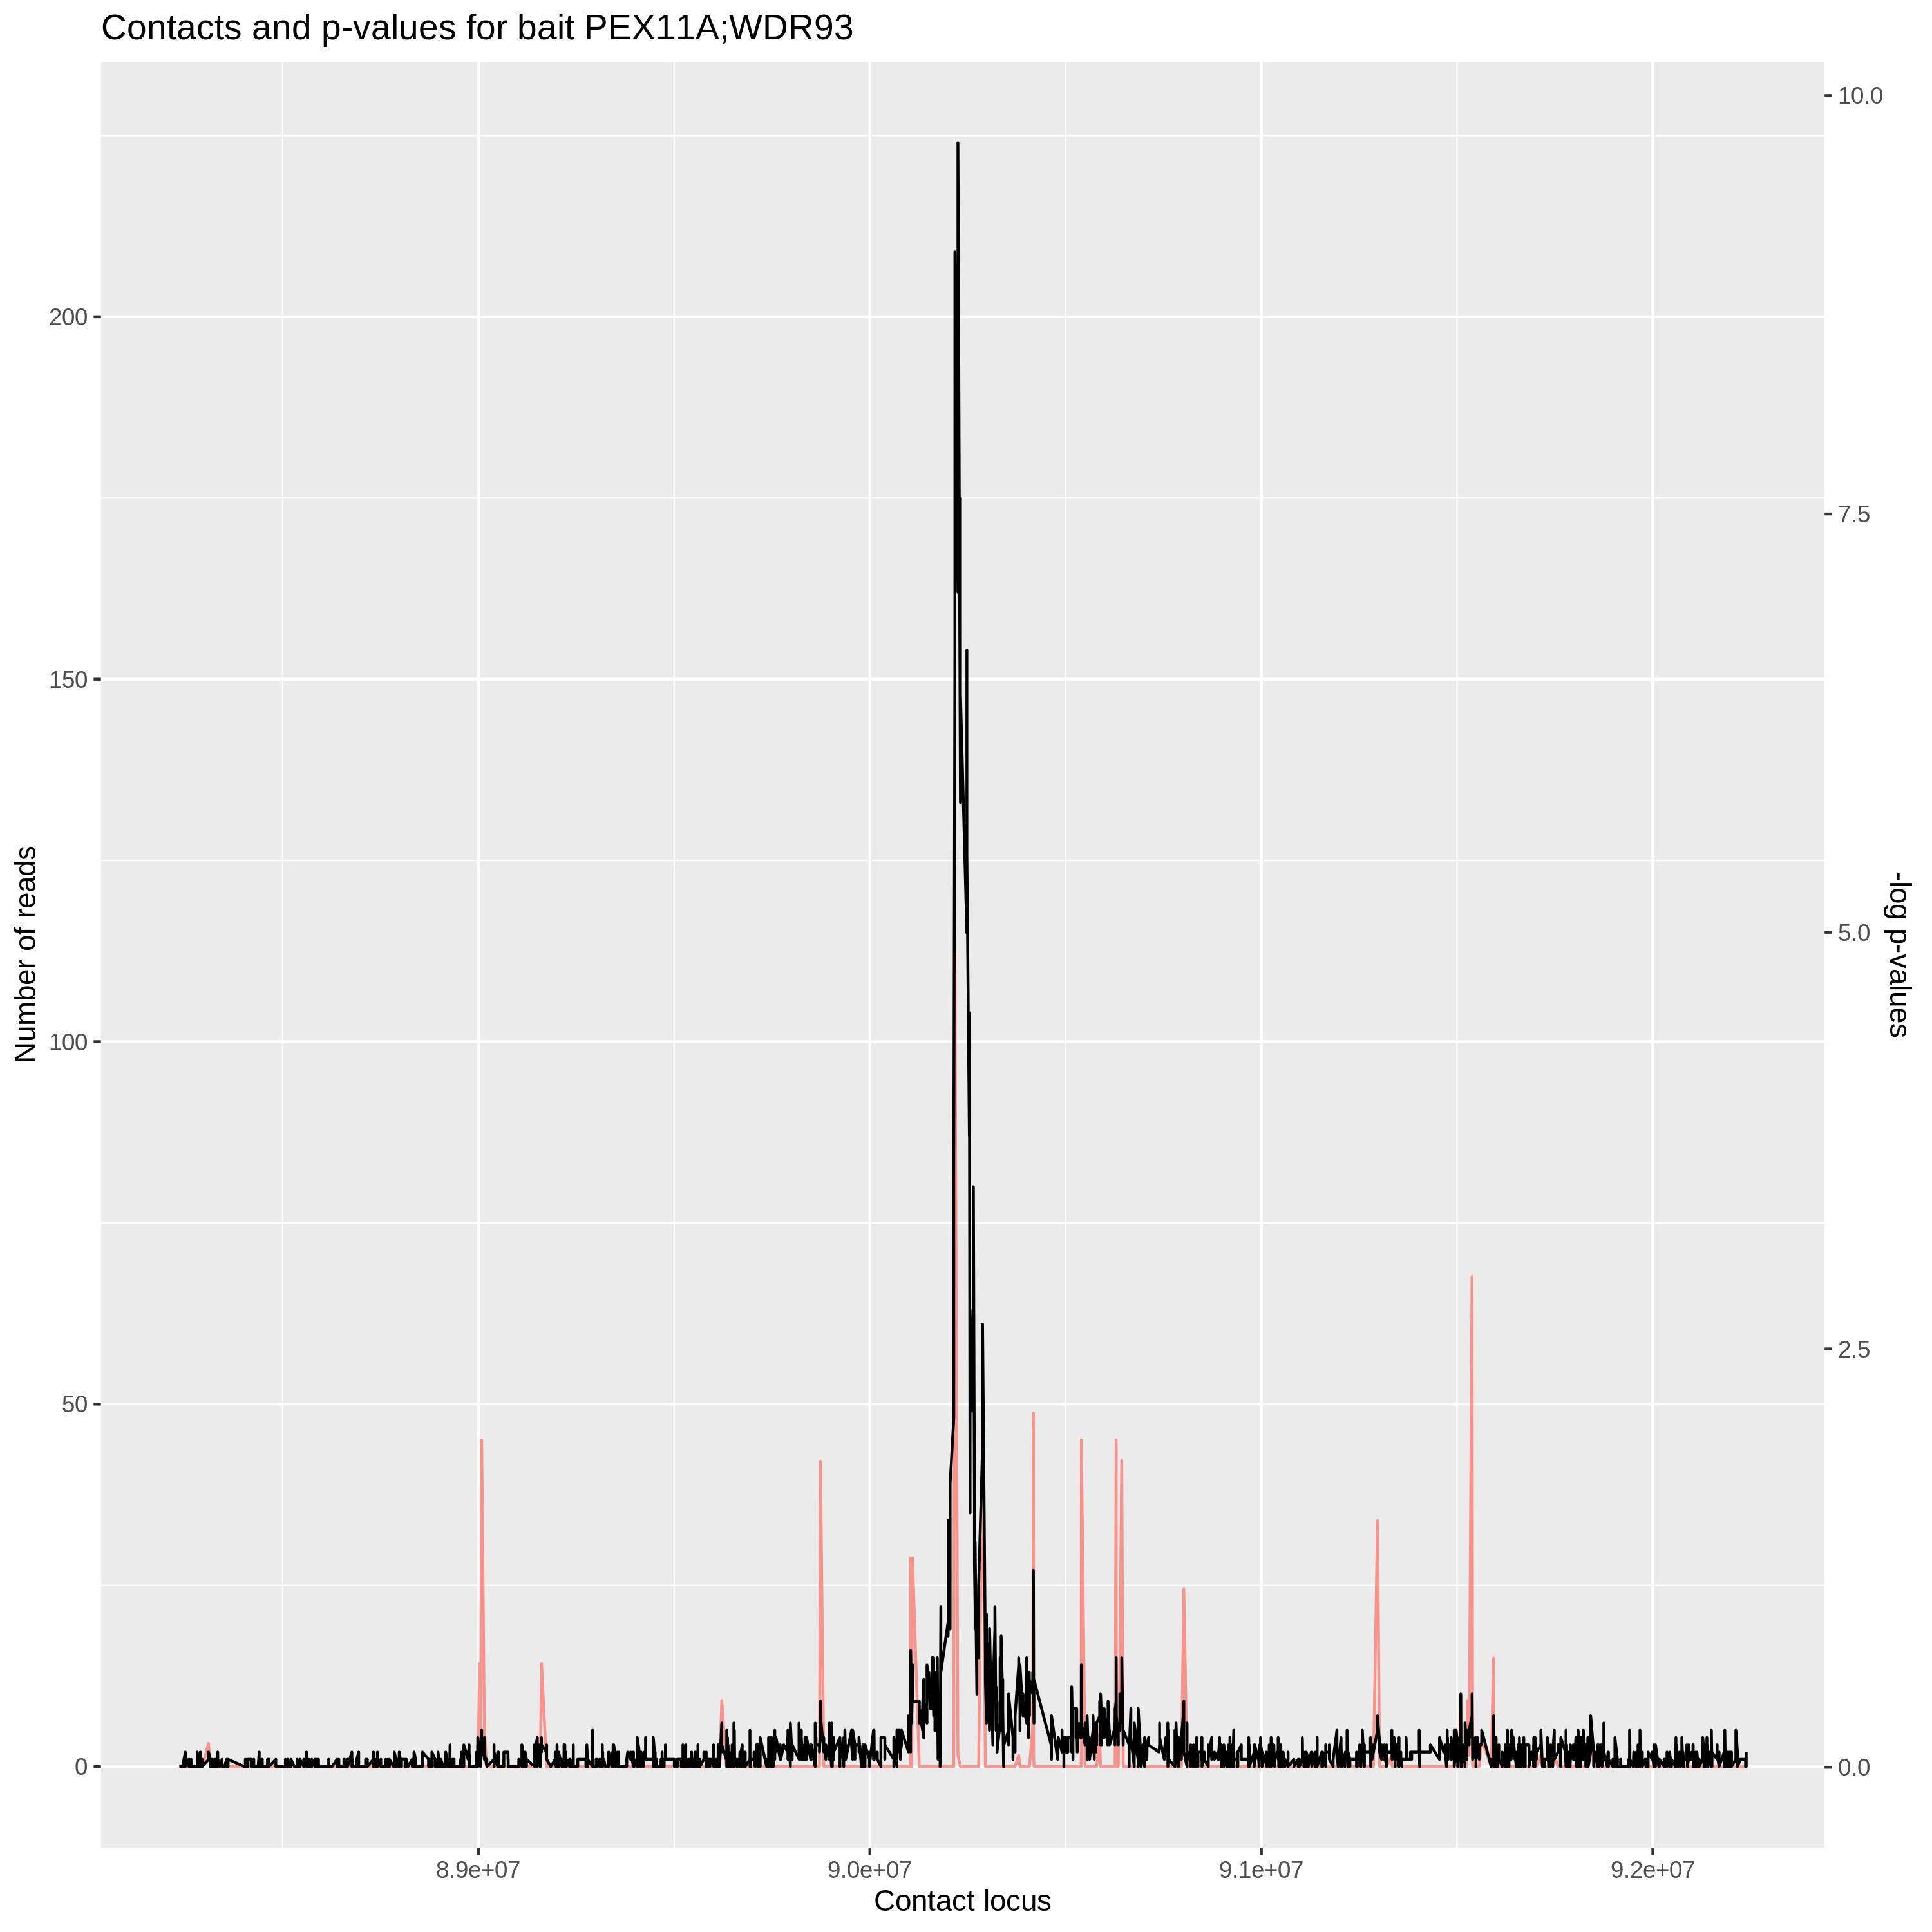 Contacts and p-values for bait PEX11A;WDR93
Number of reads
200
150
100
50
0
10.0
7.5
5.0
2.5
0.0
-log p-values
8.9e+07 9.0e+07 9.1e+07 9.2e+07
Contact locus